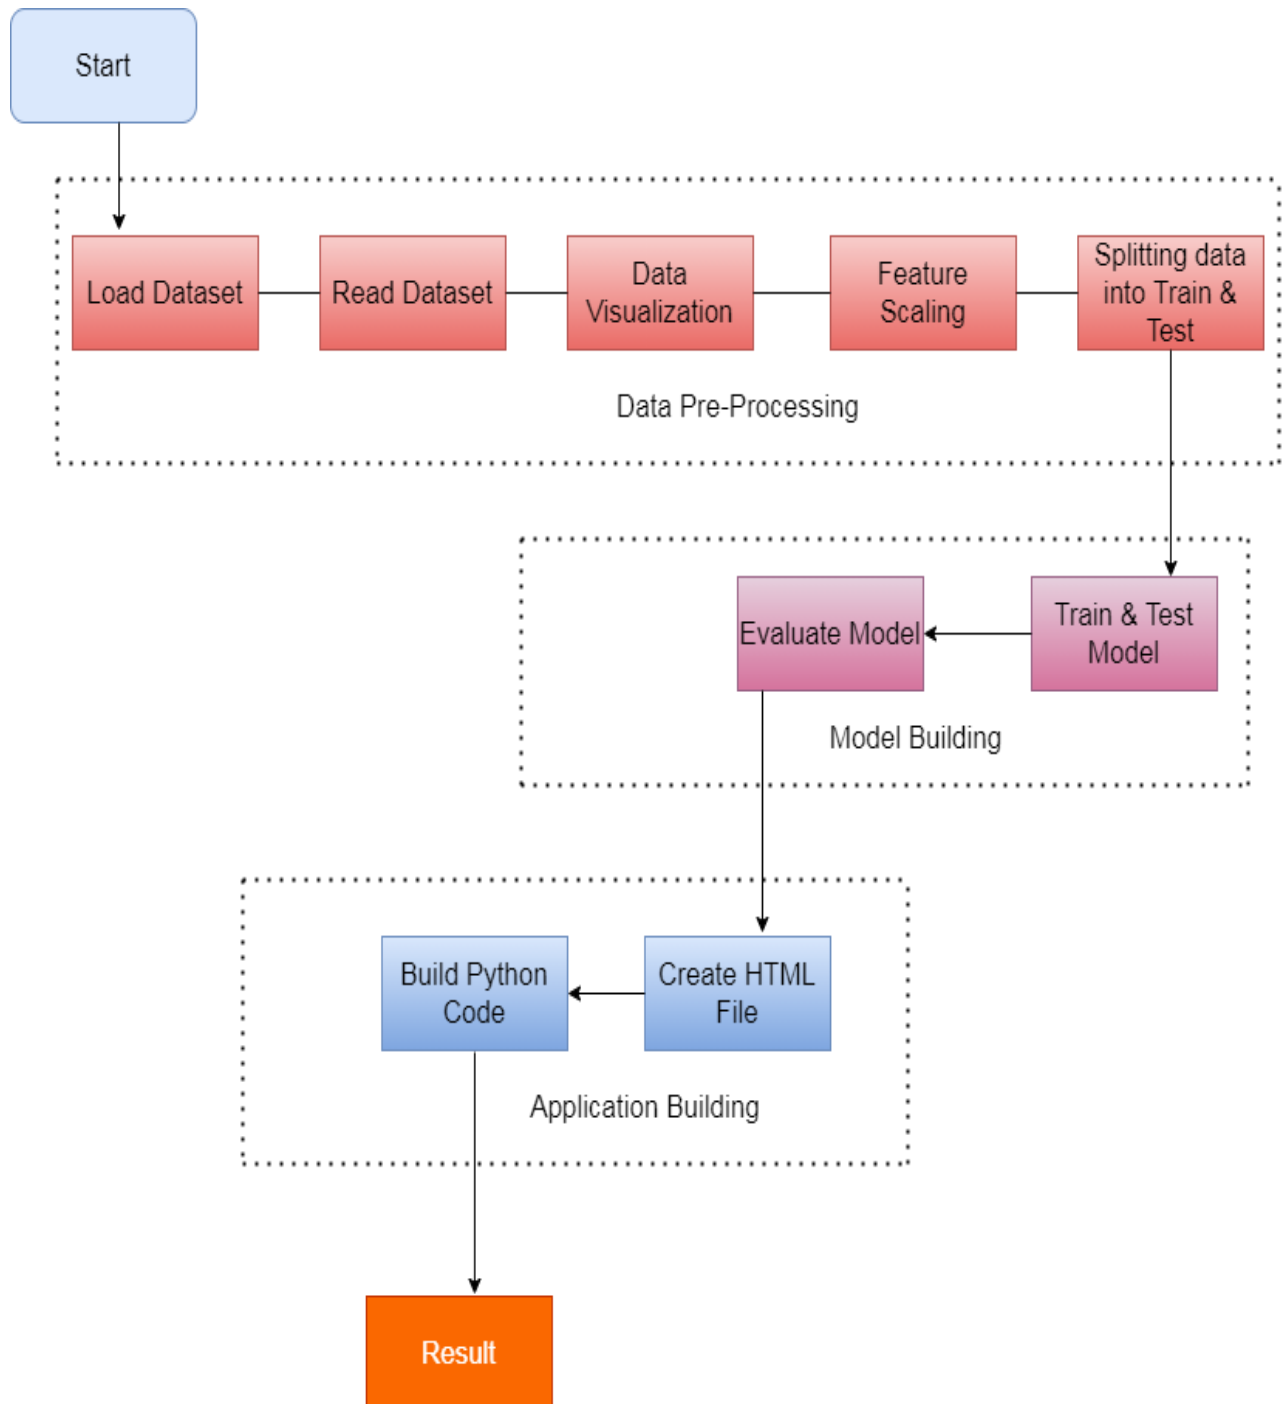 Start
Load Dataset
Read Dataset
Data
Visualization
Feature
Scaling
Splitting data
into Train &
Test
Data Pre-Processing
Evaluate Model
Train & Test
Model
Model Building
Build Python
Code
Create HTML
File
Application Building
Result